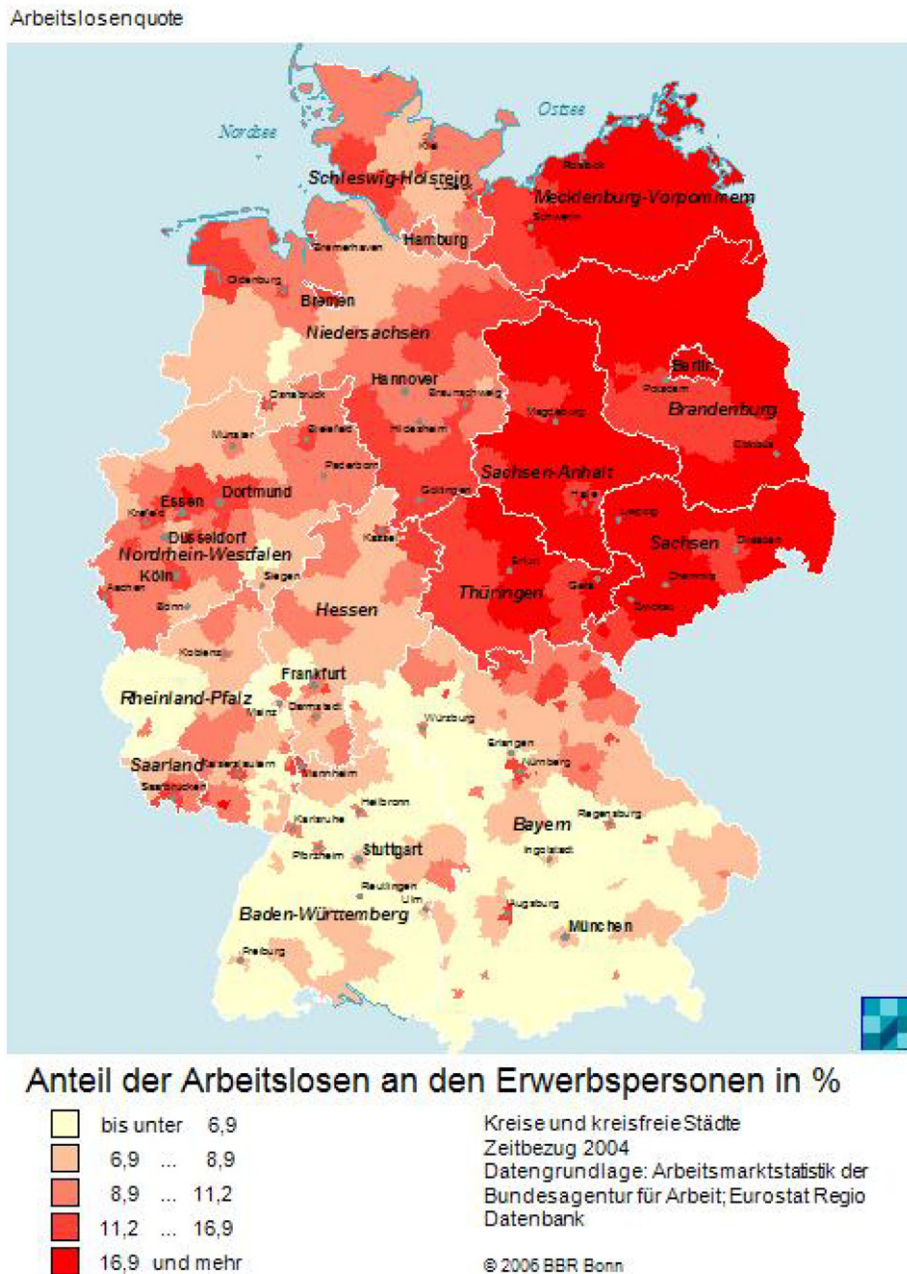 Arbeitslosenquote
Nordsee
Ostsee
Kiel
Rostock
Schleswig-Holstein
Lübeck
Mecklenburg-Vorpommern
Schwerin
Hamburg
Bremerhaven
Oldenburg
Bremen
Niedersachsen
Berlin
Hannover
Potsdam
Braunschweig
Osnabrück
Brandenburg
Magdeburg
Hildesheim
Bielefeld
Münster
Cottbus
Paderborn
Sachsen-Anhalt
Göttingen
Halle
Essen
Dortmund
Leipzig
Krefeld
Düsseldorf
Kassel
Sachsen
Dresden
Nordrhein-Westfalen
Erfurt
Köln
Siegen
Gera
Chemnitz
Aachen
Thüringen
Zwickau
Bonn
Hessen
Koblenz
Frankfurt
Rheinland-Pfalz
Mainz
Darmstadt
Würzburg
Erlangen
Saarland
Kaiserslautern
Mannheim
Nürnberg
Saarbrücken
Heilbronn
Karlsruhe
Bayern
Regensburg
Pforzheim
Stuttgart
Ingolstadt
Reutlingen
Ulm
Augsburg
Baden-Württemberg
München
Freiburg
Anteil der Arbeitslosen an den Erwerbspersonen in %
bis unter 6,9
6,9 ... 8,9
8,9 ... 11,2
11,2 ... 16,9
16,9 und mehr
Kreise und kreisfreie Städte
Zeitbezug 2004
Datengrundlage: Arbeitsmarktstatistik der
Bundesagentur für Arbeit; Eurostat Regio
Datenbank
© 2006 BBR Bonn